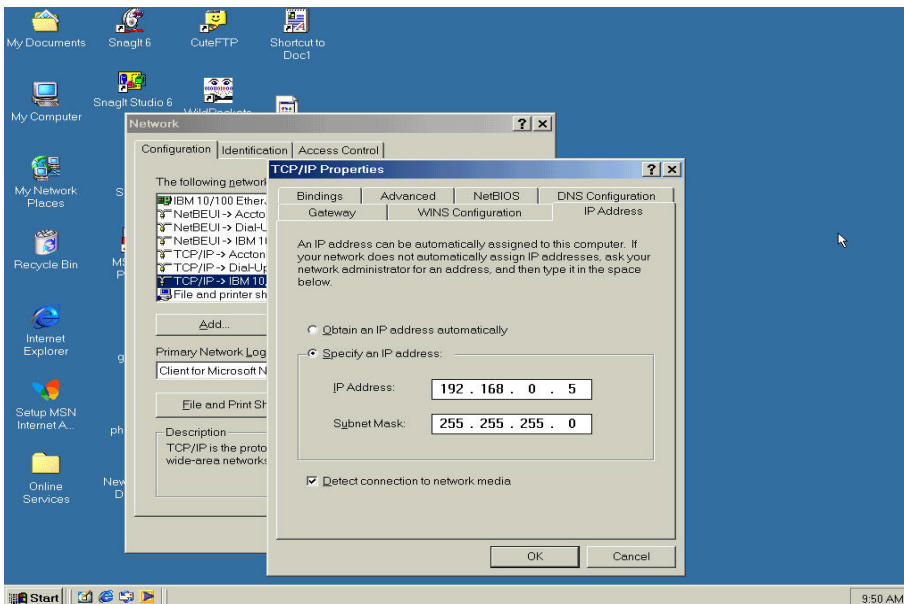 My Documents
SnagIt 6
CuteFTP
Shortcut to
Doc1
My Computer
SnagIt Studio 6
My Network
Places
Recycle Bin
Internet
Explorer
Setup MSN
Internet A...
Online
Services
Network
Configuration
Identification
Access Control
The following network
IBM 10/100 Ether
NetBEUI -> Accto
NetBEUI -> Dial-U
NetBEUI -> IBM 1
TCP/IP -> Accton
TCP/IP -> Dial-Up
TCP/IP -> IBM 10
File and printer sh
Add...
Primary Network Log
Client for Microsoft N
File and Print Sh
Description
TCP/IP is the proto
wide-area networks
TCP/IP Properties
Bindings
Advanced
NetBIOS
DNS Configuration
Gateway
WINS Configuration
IP Address
An IP address can be automatically assigned to this computer. If
your network does not automatically assign IP addresses, ask your
network administrator for an address, and then type it in the space
below.
Obtain an IP address automatically
Specify an IP address:
IP Address: 192 . 168 . 0 . 5
Subnet Mask: 255 . 255 . 255 . 0
Detect connection to network media
OK
Cancel
Start
9:50 AM